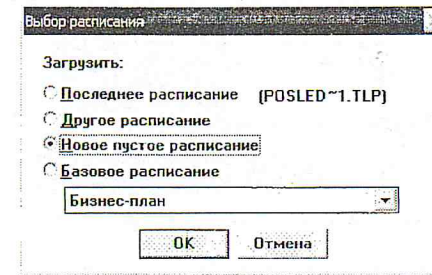 Выбор расписания
Загрузить:
Последнее расписание (POSLED~1.TLP)
Другое расписание
Новое пустое расписание
Базовое расписание
Бизнес-план
OK Отмена